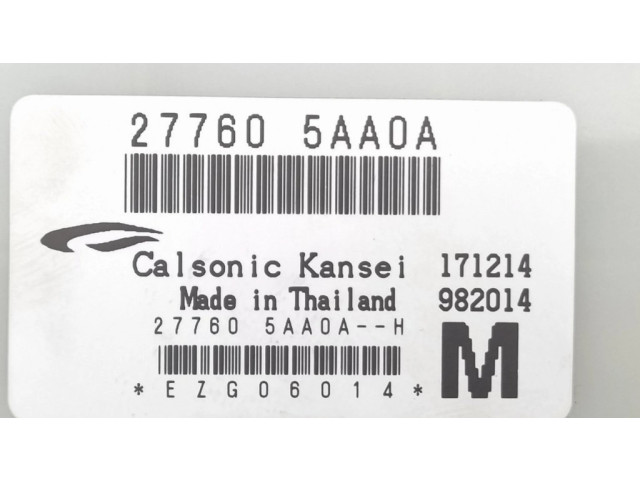 27760 5AA0A
Calsonic Kansei 171214
Made in Thailand 982014
27760 5AA0A--H
M
*EZG06014*